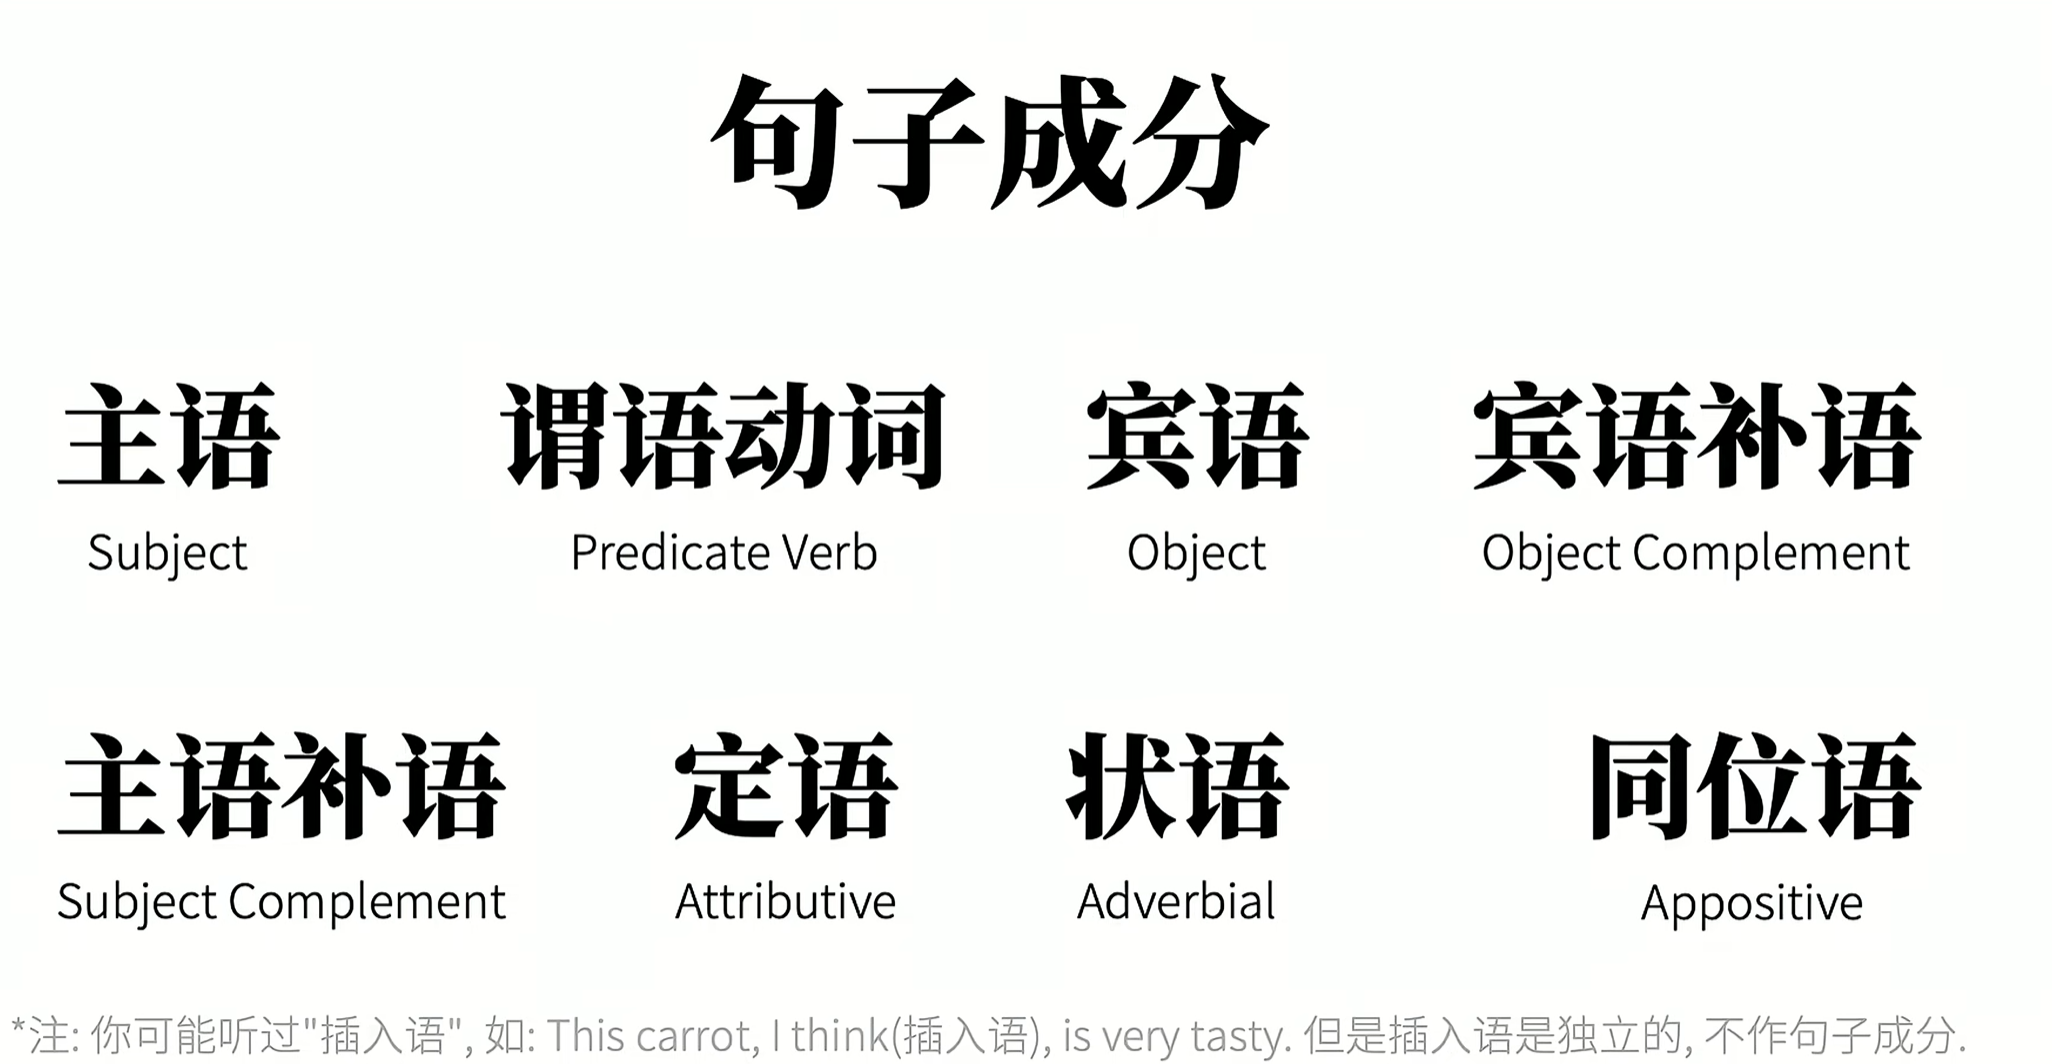 句子成分
主语 谓语动词 宾语 宾语补语
Subject Predicate Verb Object Object Complement
主语补语 定语 状语 同位语
Subject Complement Attributive Adverbial Appositive
*注: 你可能听过"插入语", 如: This carrot, I think(插入语), is very tasty. 但是插入语是独立的, 不作句子成分.